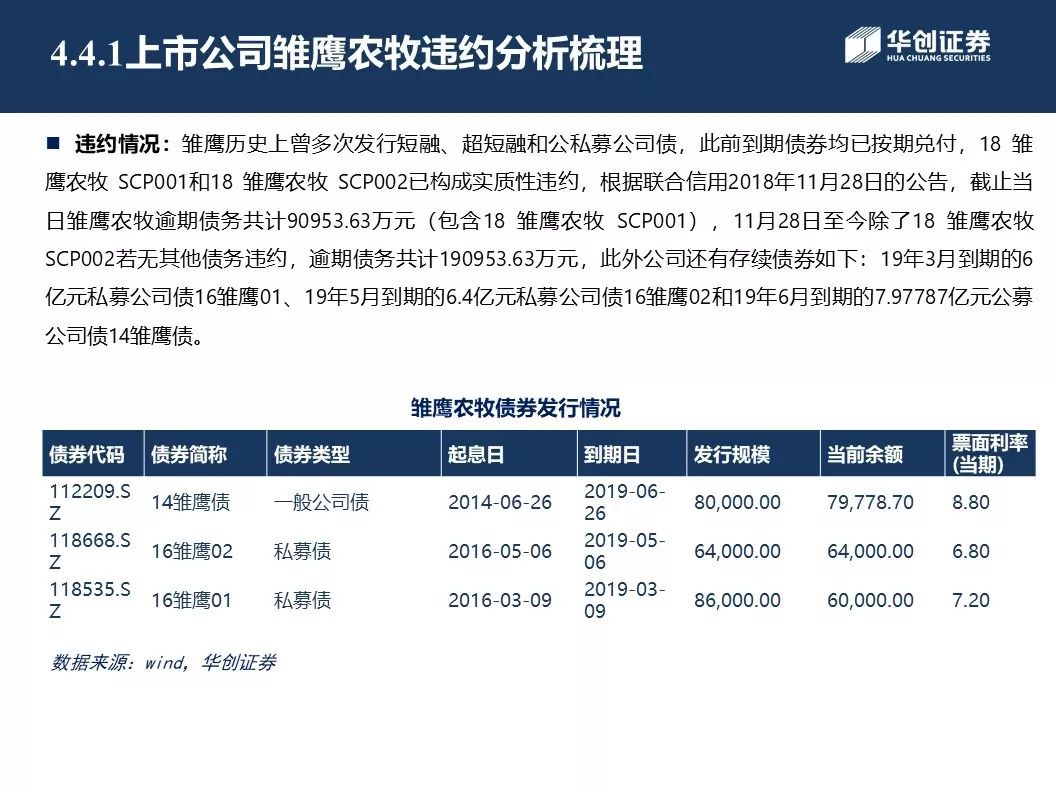 4.4.1上市公司雏鹰农牧违约分析梳理
华创证券
HUA CHUANG SECURITIES
■ 违约情况：雏鹰历史上曾多次发行短融、超短融和公私募公司债，此前到期债券均已按期兑付，18 雏
鹰农牧 SCP001和18 雏鹰农牧 SCP002已构成实质性违约，根据联合信用2018年11月28日的公告，截止当
日雏鹰农牧逾期债务共计90953.63万元（包含18 雏鹰农牧 SCP001），11月28日至今除了18 雏鹰农牧
SCP002若无其他债务违约，逾期债务共计190953.63万元，此外公司还有存续债券如下：19年3月到期的6
亿元私募公司债16雏鹰01、19年5月到期的6.4亿元私募公司债16雏鹰02和19年6月到期的7.97787亿元公募
公司债14雏鹰债。
雏鹰农牧债券发行情况
债券代码 债券简称 债券类型 起息日 到期日 发行规模 当前余额 票面利率
(当期)
112209.S
Z 14雏鹰债 一般公司债 2014-06-26 2019-06-
26 80,000.00 79,778.70 8.80
118668.S
Z 16雏鹰02 私募债 2016-05-06 2019-05-
06 64,000.00 64,000.00 6.80
118535.S
Z 16雏鹰01 私募债 2016-03-09 2019-03-
09 86,000.00 60,000.00 7.20
数据来源：wind，华创证券